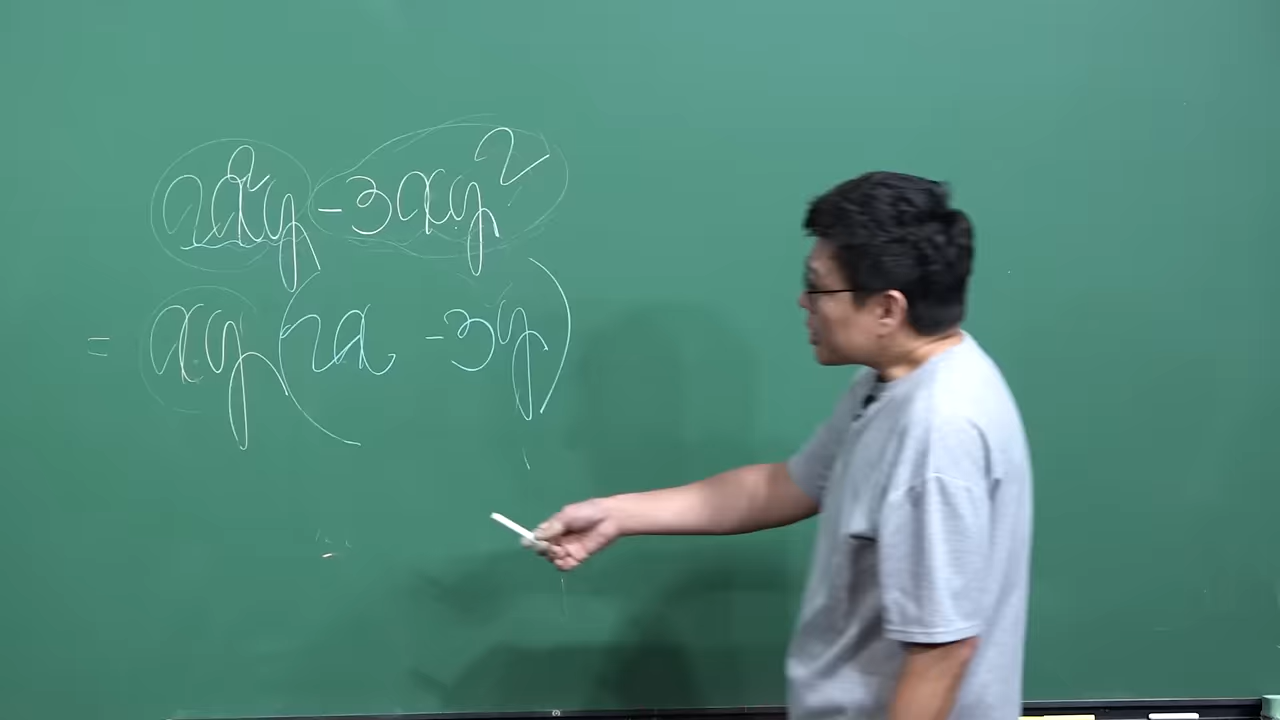 2x²y - 3xy²
= xy(2x - 3y)